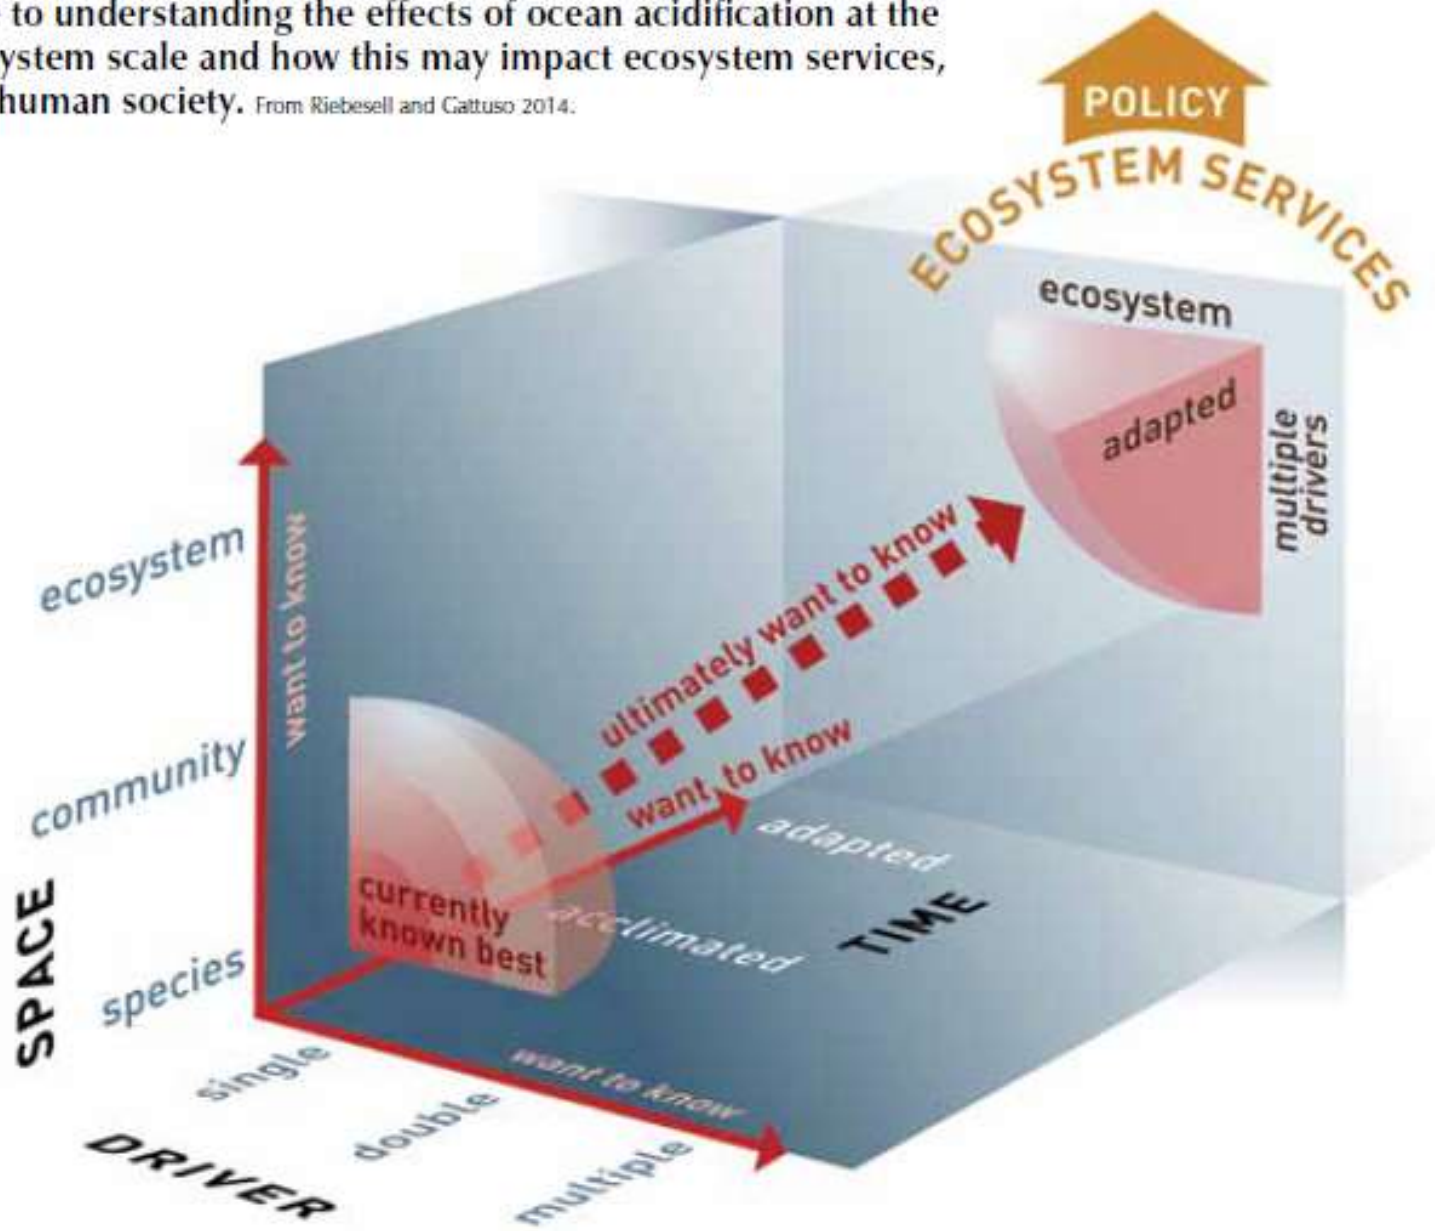 to understanding the effects of ocean acidification at the
ystem scale and how this may impact ecosystem services,
human society. From Riebesell and Gattuso 2014.
POLICY
ECOSYSTEM SERVICES
ecosystem
adapted
multiple
drivers
ecosystem
want to know
ultimately want to know
want to know
community
adapted
currently
known best
acclimated
TIME
SPACE
species
single
want to know
double
multiple
DRIVER